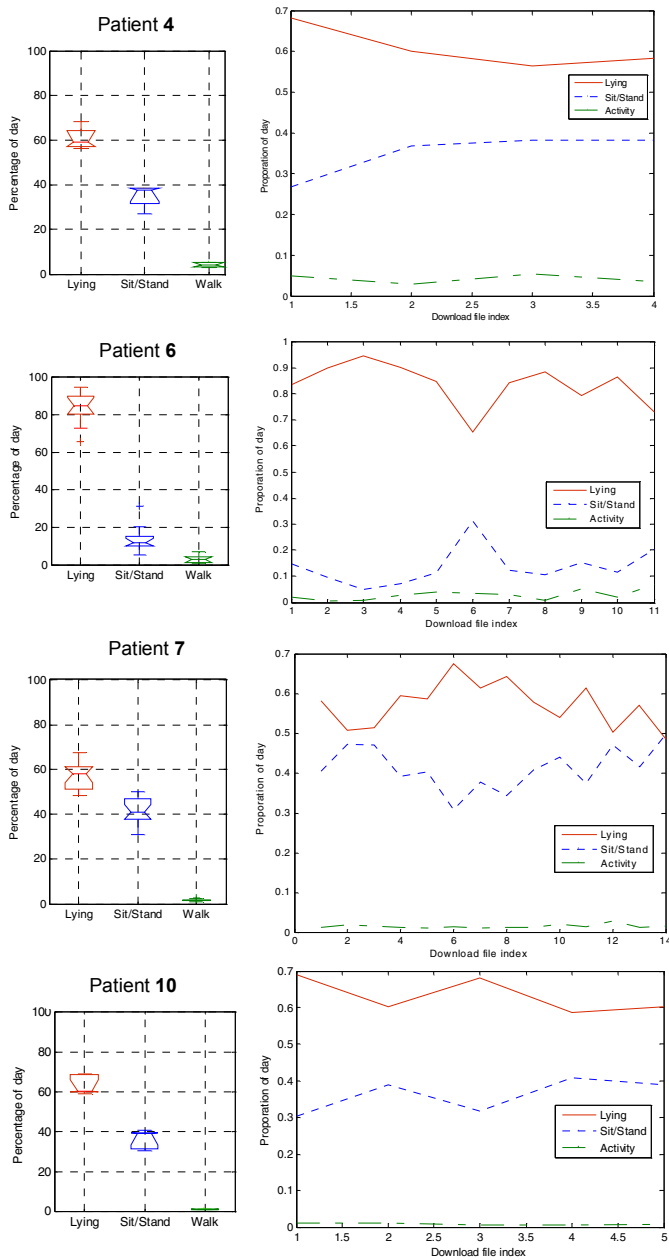 Patient 4
100
80
60
40
20
0
Percentage of day
Lying Sit/Stand Walk
0.7
0.6
0.5
0.4
0.3
0.2
0.1
0
Proporation of day
Lying
Sit/Stand
Activity
1 1.5 2 2.5 3 3.5 4
Download file index
Patient 6
100
80
60
40
20
0
Percentage of day
Lying Sit/Stand Walk
1
0.9
0.8
0.7
0.6
0.5
0.4
0.3
0.2
0.1
0
Proporation of day
Lying
Sit/Stand
Activity
1 2 3 4 5 6 7 8 9 10 11
Download file index
Patient 7
100
80
60
40
20
0
Percentage of day
Lying Sit/Stand Walk
0.7
0.6
0.5
0.4
0.3
0.2
0.1
0
Proporation of day
Lying
Sit/Stand
Activity
0 2 4 6 8 10 12 14
Download file index
Patient 10
100
80
60
40
20
0
Percentage of day
Lying Sit/Stand Walk
0.7
0.6
0.5
0.4
0.3
0.2
0.1
0
Proporation of day
Lying
Sit/Stand
Activity
1 1.5 2 2.5 3 3.5 4 4.5 5
Download file index